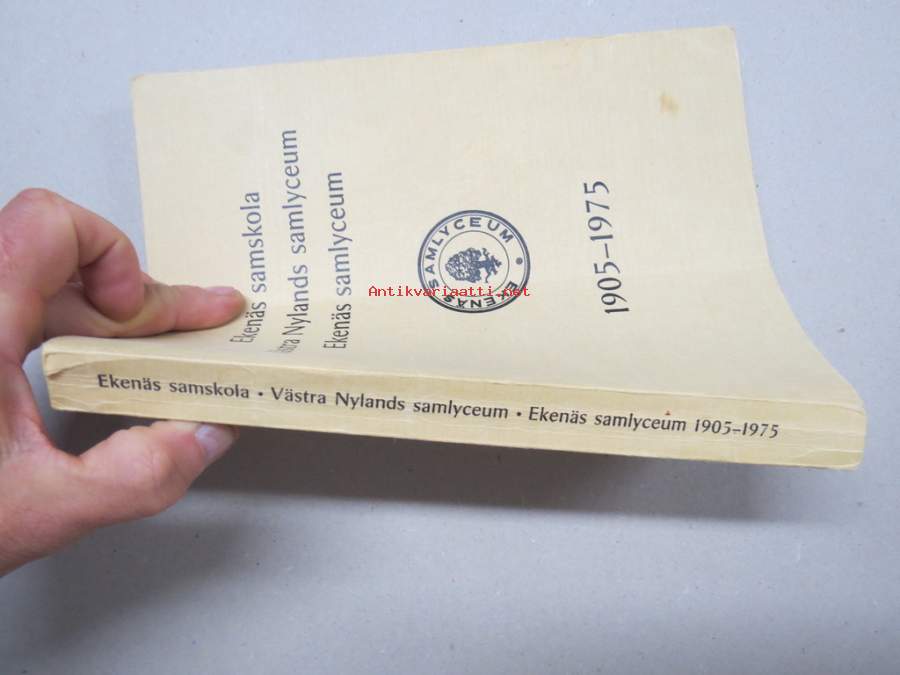 Ekenäs samskola
Nylands samlyceum
Ekenäs samlyceum
EKENÄS SAMLYCEUM
1905–1975
Antikvariaatti.net
Ekenäs samskola • Västra Nylands samlyceum • Ekenäs samlyceum 1905–1975